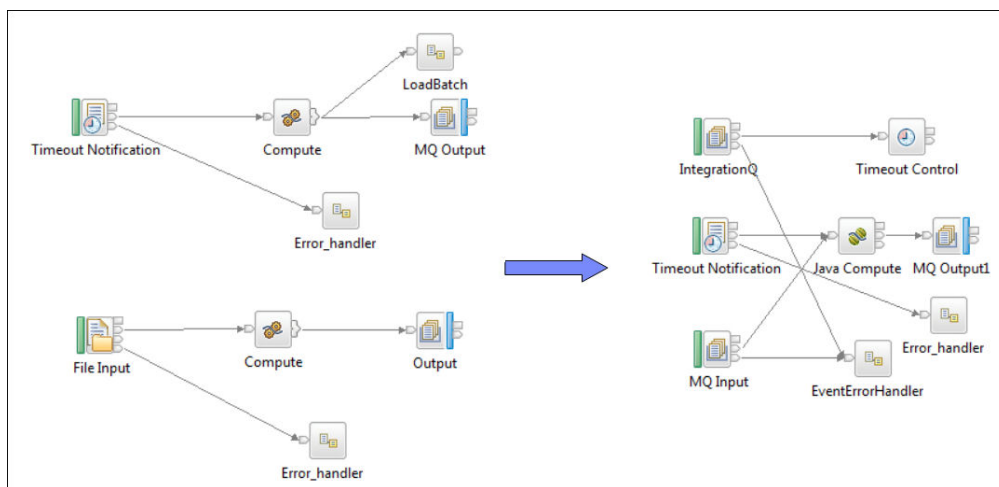 LoadBatch
Timeout Notification
Compute
MQ Output
Error_handler
File Input
Compute
Output
Error_handler
IntegrationQ
Timeout Control
Timeout Notification
Java Compute
MQ Output1
Error_handler
MQ Input
EventErrorHandler